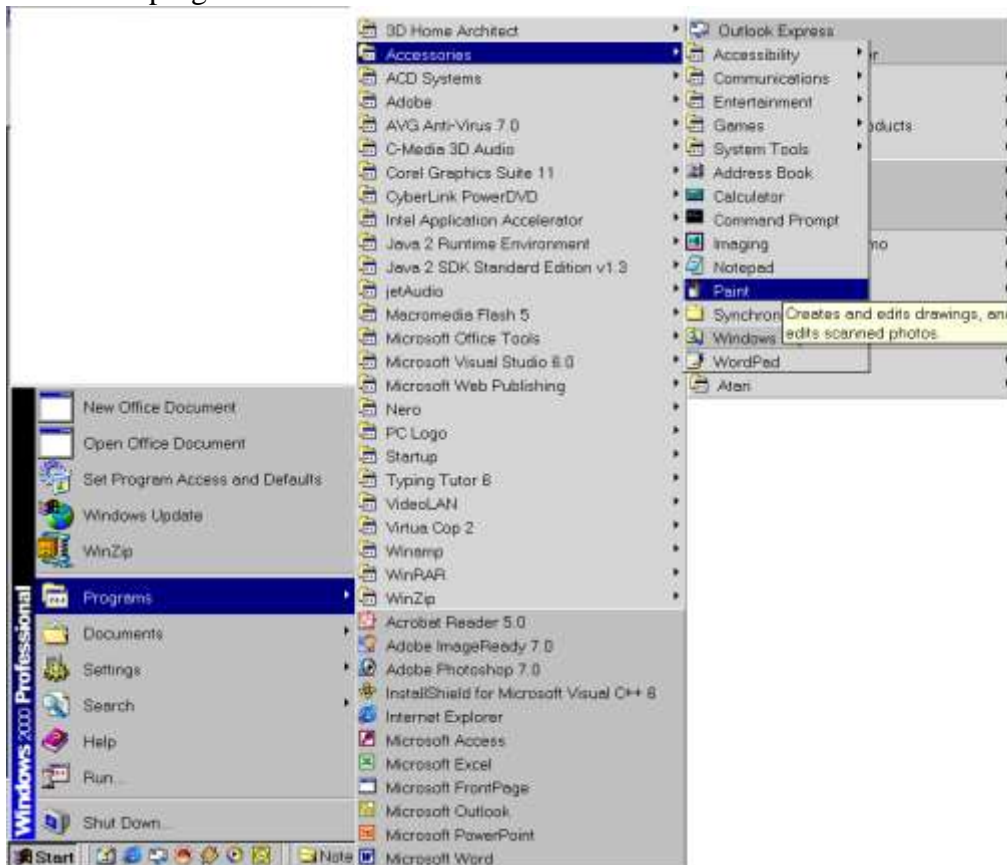 3D Home Architect
Accessories
ACD Systems
Adobe
AVG Anti-Virus 7.0
C-Media 3D Audio
Corel Graphics Suite 11
CyberLink PowerDVD
Intel Application Accelerator
Java 2 Runtime Environment
Java 2 SDK Standard Edition v1.3
jetAudio
Macromedia Flash 5
Microsoft Office Tools
Microsoft Visual Studio 6.0
Microsoft Web Publishing
Nero
PC Logo
Startup
Typing Tutor 6
VideoLAN
Virtua Cop 2
Winamp
WinRAR
WinZip
Acrobat Reader 5.0
Adobe ImageReady 7.0
Adobe Photoshop 7.0
InstallShield for Microsoft Visual C++ 6
Internet Explorer
Microsoft Access
Microsoft Excel
Microsoft FrontPage
Microsoft Outlook
Microsoft PowerPoint
Microsoft Word
Outlook Express
Accessibility
Communications
Entertainment
Games
System Tools
Address Book
Calculator
Command Prompt
Imaging
Notepad
Paint
Synchron
Windows
WordPad
Atari
Creates and edits drawings, and
edits scanned photos.
r
oducts
mo
New Office Document
Open Office Document
Set Program Access and Defaults
Windows Update
WinZip
Programs
Documents
Settings
Search
Help
Run...
Shut Down...
Windows 2000 Professional
Start
Note